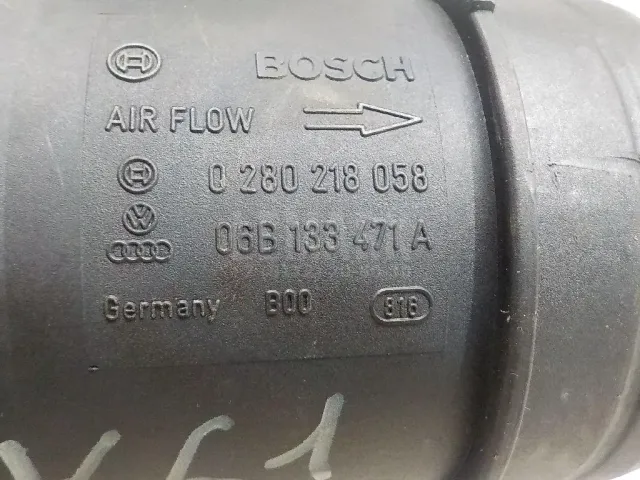 BOSCH
AIR FLOW
0 280 218 058
06B 133 471 A
Germany B00 816